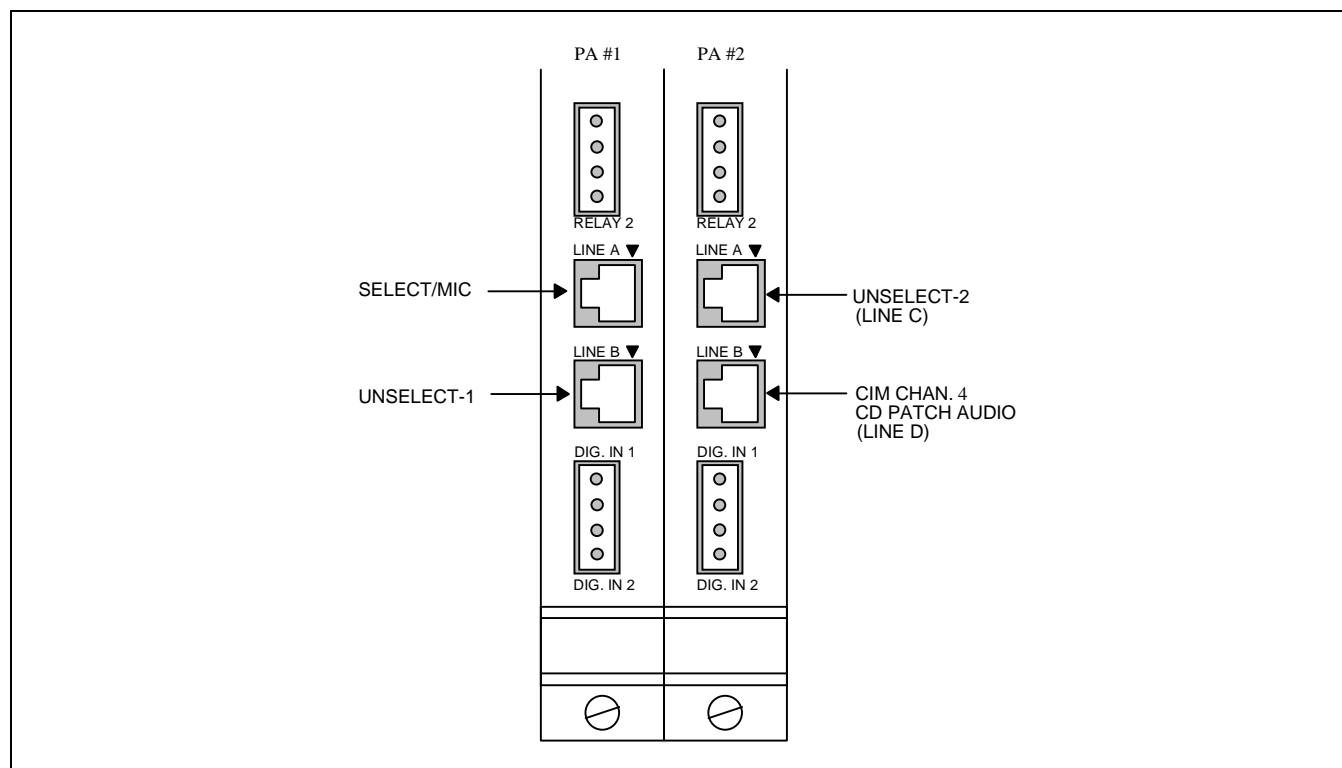 PA #1 PA #2
RELAY 2 RELAY 2
LINE A ▼ LINE A ▼
SELECT/MIC
UNSELECT-2
(LINE C)
LINE B ▼ LINE B ▼
UNSELECT-1
CIM CHAN. 4
CD PATCH AUDIO
(LINE D)
DIG. IN 1 DIG. IN 1
DIG. IN 2 DIG. IN 2